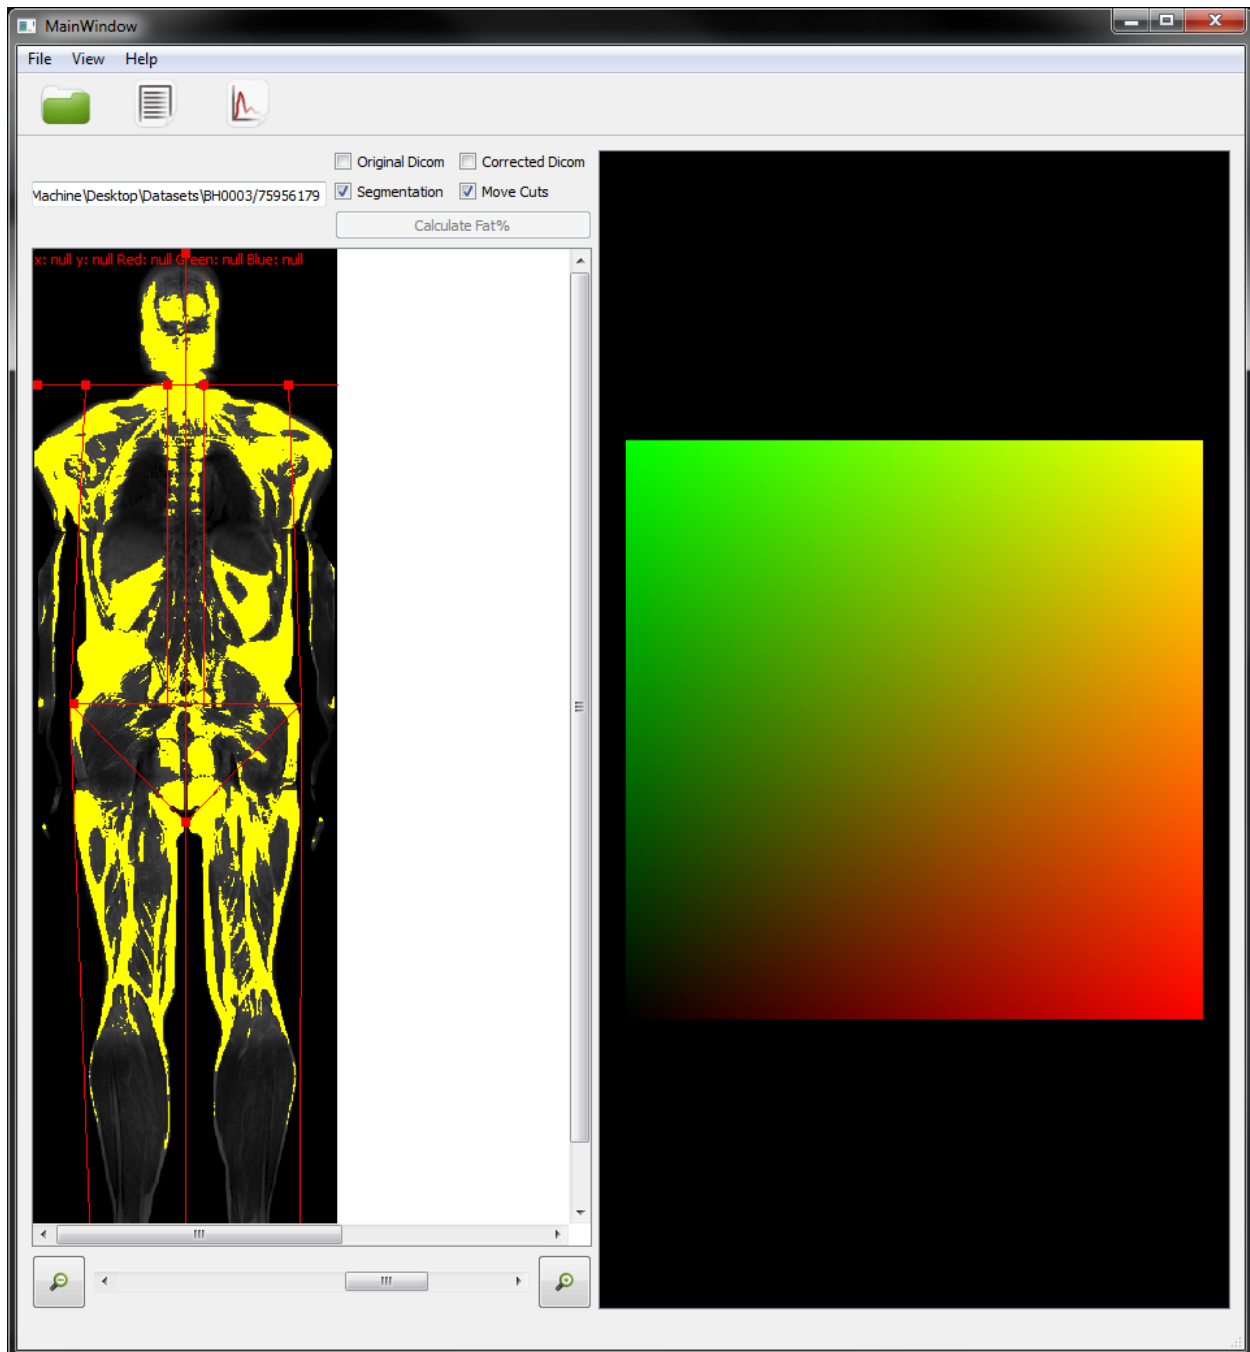 MainWindow
File View Help
Original Dicom Corrected Dicom
Machine\Desktop\Datasets\BH0003/75956179
Segmentation Move Cuts
Calculate Fat%
x: null y: null Red: null Green: null Blue: null